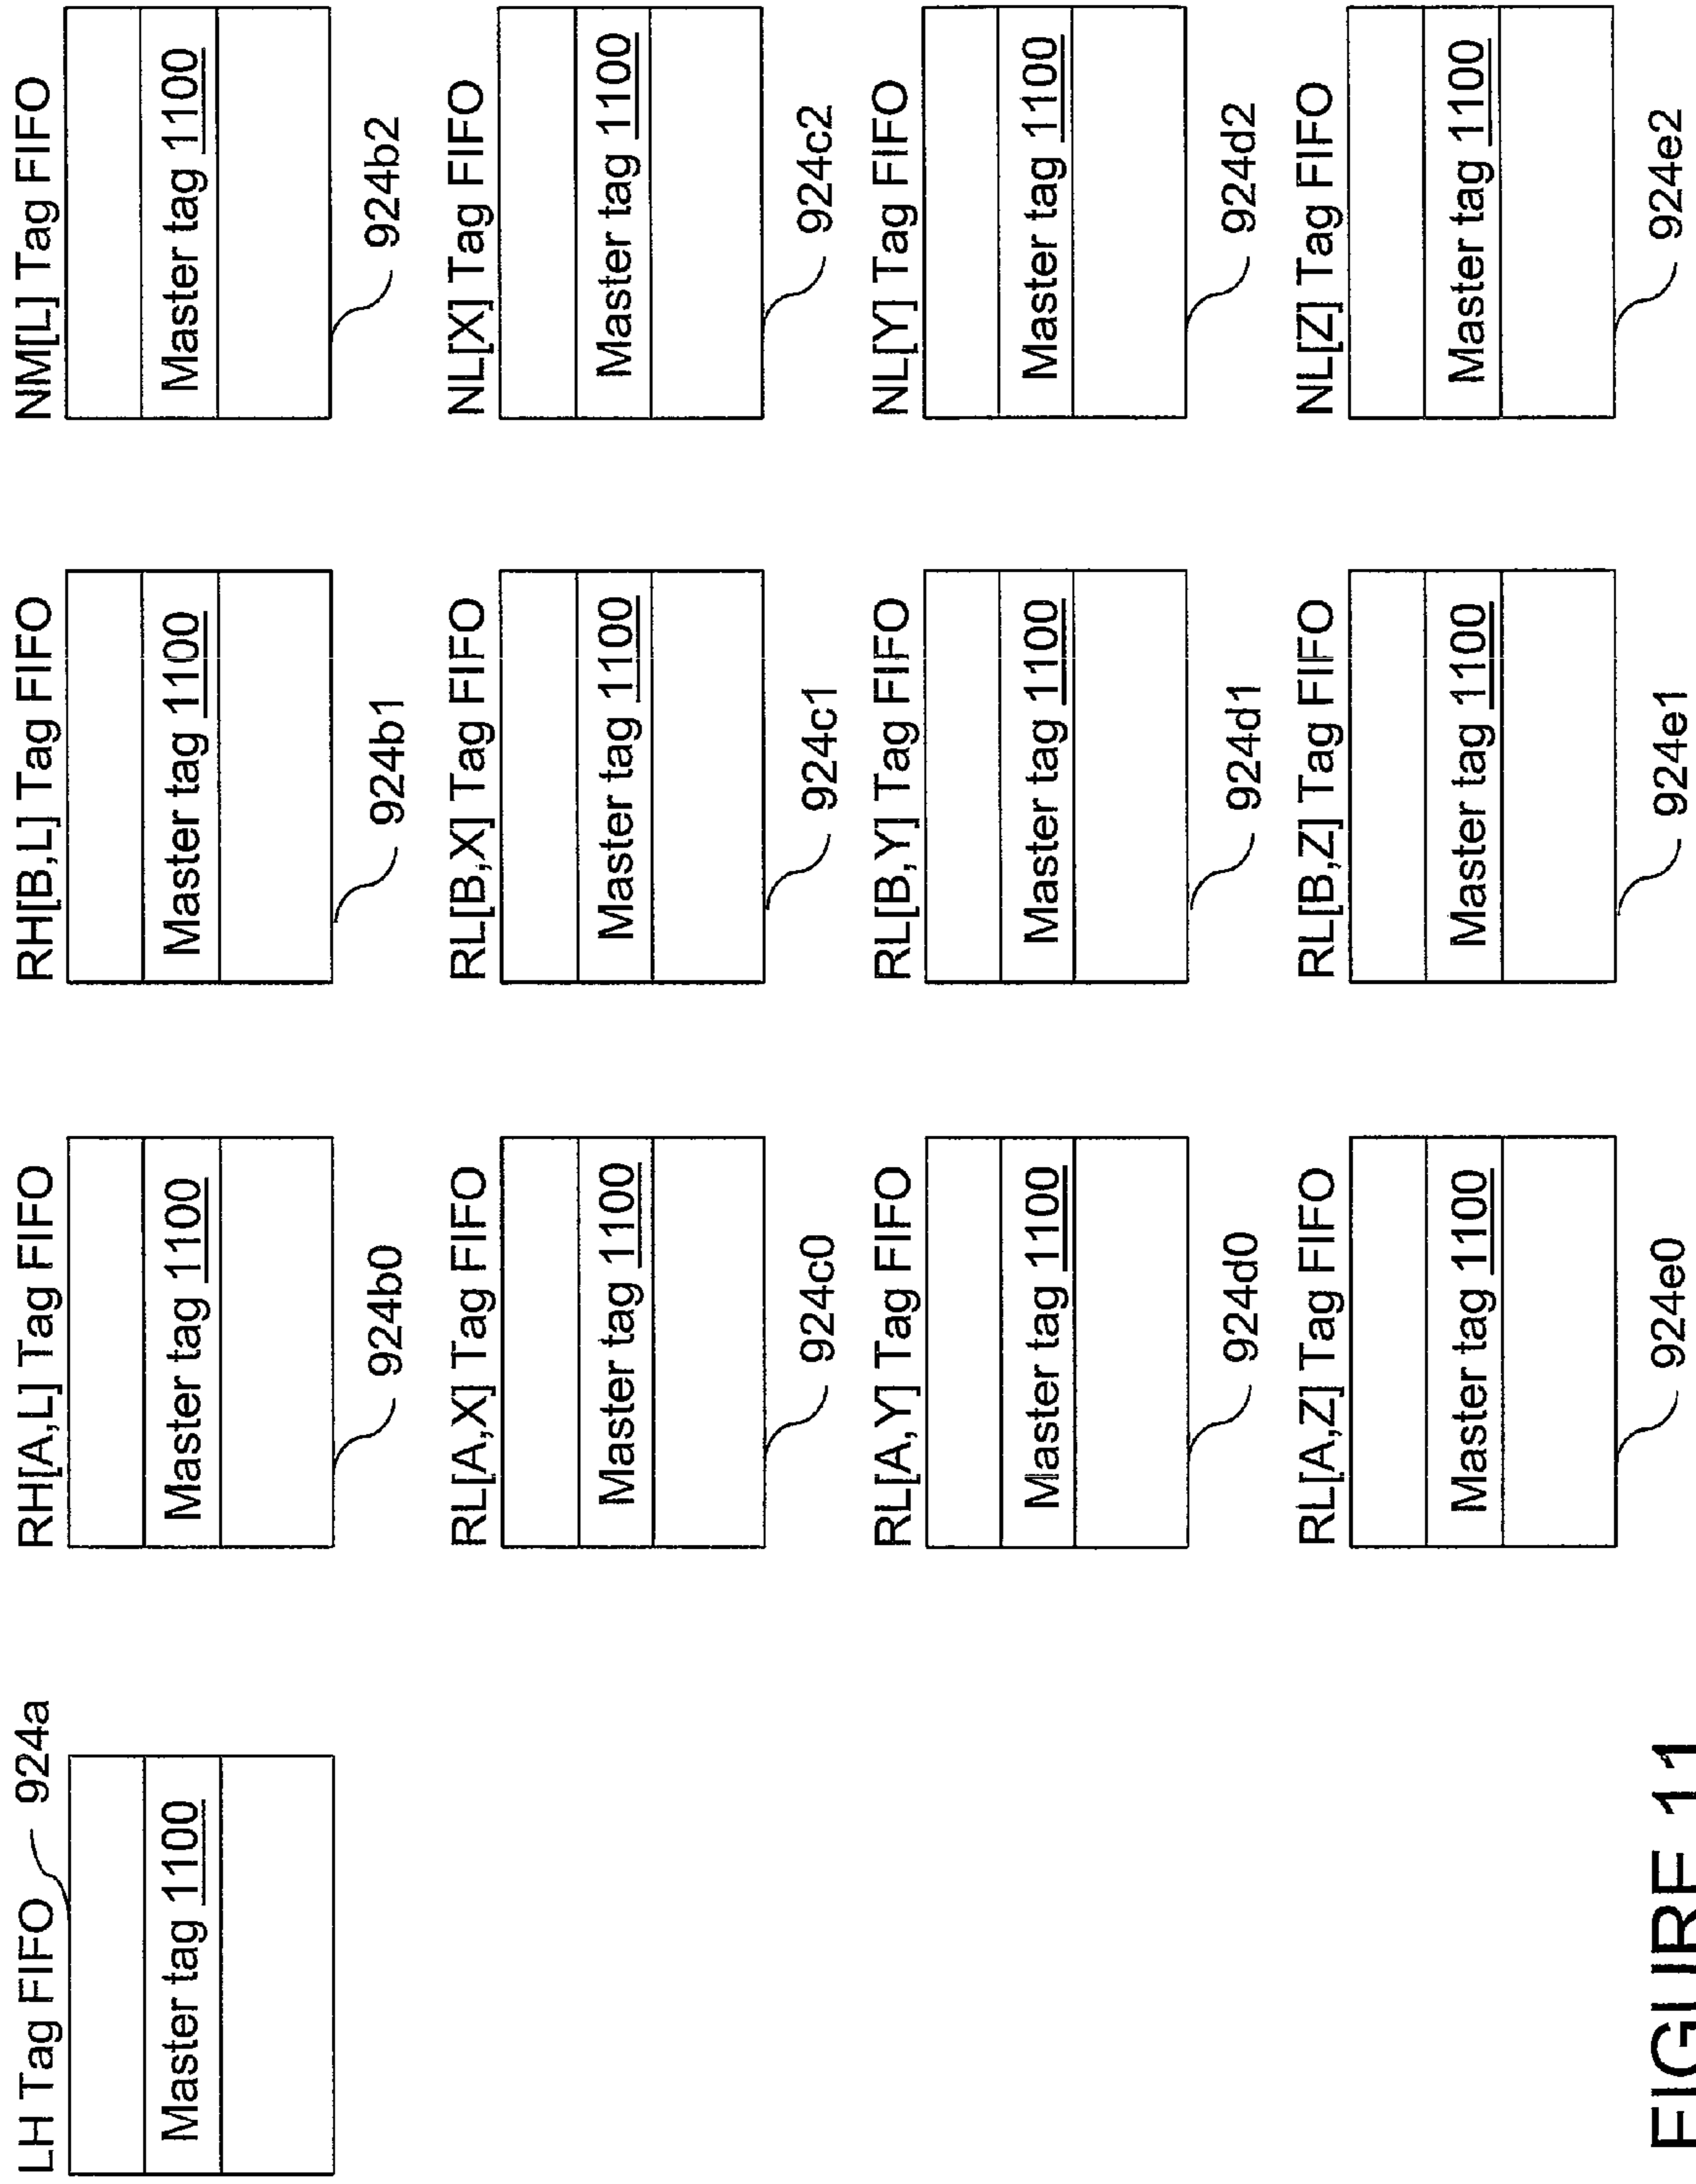 LH Tag FIFO 924a
Master tag 1100
RH[A,L] Tag FIFO
Master tag 1100
924b0
RH[B,L] Tag FIFO
Master tag 1100
924b1
NM[L] Tag FIFO
Master tag 1100
924b2
RL[A,X] Tag FIFO
Master tag 1100
924c0
RL[B,X] Tag FIFO
Master tag 1100
924c1
NL[X] Tag FIFO
Master tag 1100
924c2
RL[A,Y] Tag FIFO
Master tag 1100
924d0
RL[B,Y] Tag FIFO
Master tag 1100
924d1
NL[Y] Tag FIFO
Master tag 1100
924d2
RL[A,Z] Tag FIFO
Master tag 1100
924e0
RL[B,Z] Tag FIFO
Master tag 1100
924e1
NL[Z] Tag FIFO
Master tag 1100
924e2
FIGURE 11